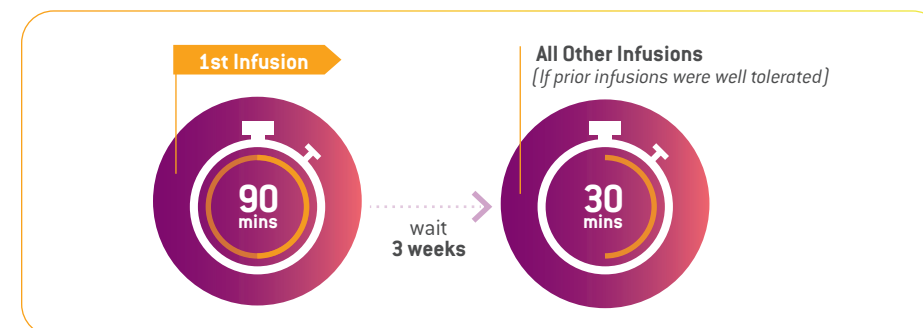 1st Infusion
90
mins
wait
3 weeks
All Other Infusions
(If prior infusions were well tolerated)
30
mins